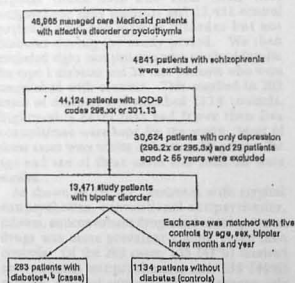 48,965 managed care Medicaid patients
with affective disorder or cyclothymia
4841 patients with schizophrenia
were excluded
44,124 patients with ICD-9
codes 296.xx or 301.13
30,624 patients with only depression
(296.2x or 296.3x) and 29 patients
aged ≥ 65 years were excluded
13,471 study patients
with bipolar disorder
Each case was matched with five
controls by age, sex, bipolar
index month and year
283 patients with
diabetesᵃ,ᵇ (cases)
1134 patients without
diabetes (controls)